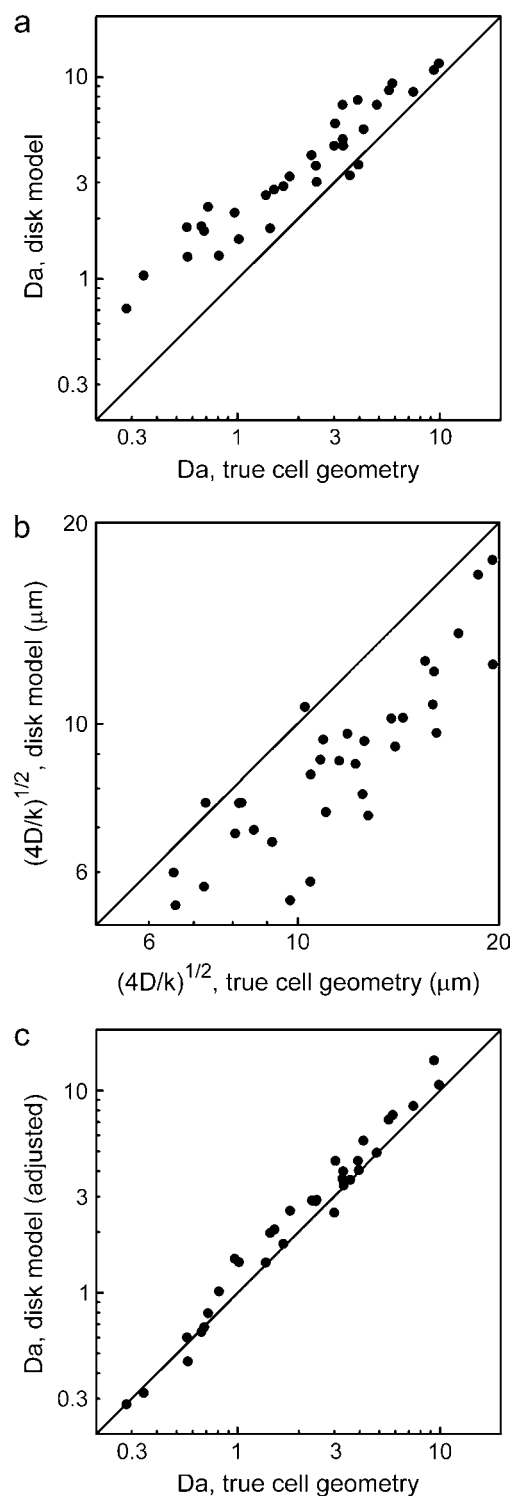 a
10
3
1
0.3
Da, disk model
0.3 1 3 10
Da, true cell geometry
b
20
10
6
(4D/k)1/2, disk model (μm)
6 10 20
(4D/k)1/2, true cell geometry (μm)
c
10
3
1
0.3
Da, disk model (adjusted)
0.3 1 3 10
Da, true cell geometry